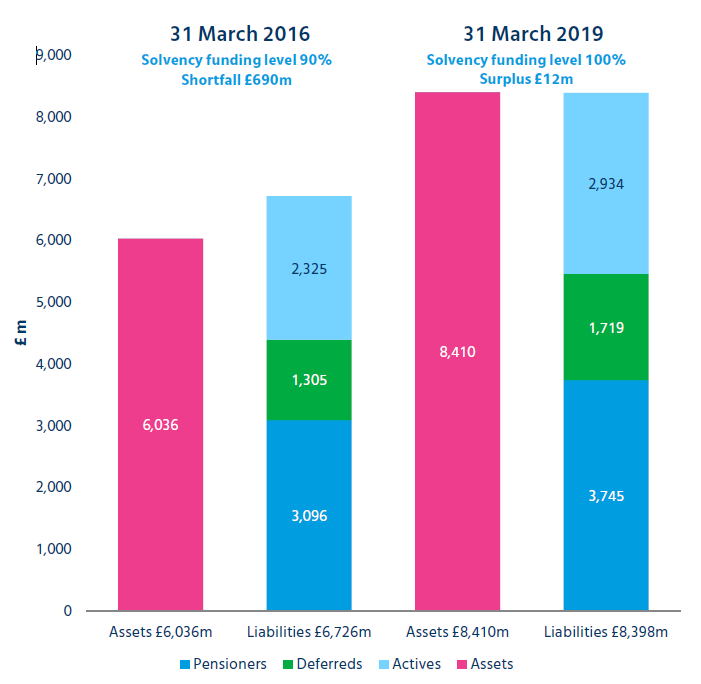 31 March 2016
Solvency funding level 90%
Shortfall £690m
31 March 2019
Solvency funding level 100%
Surplus £12m
9,000
8,000
7,000
6,000
5,000
4,000
3,000
2,000
1,000
0
£m
6,036
2,325
1,305
3,096
8,410
2,934
1,719
3,745
Assets £6,036m
Liabilities £6,726m
Assets £8,410m
Liabilities £8,398m
Pensioners
Deferreds
Actives
Assets